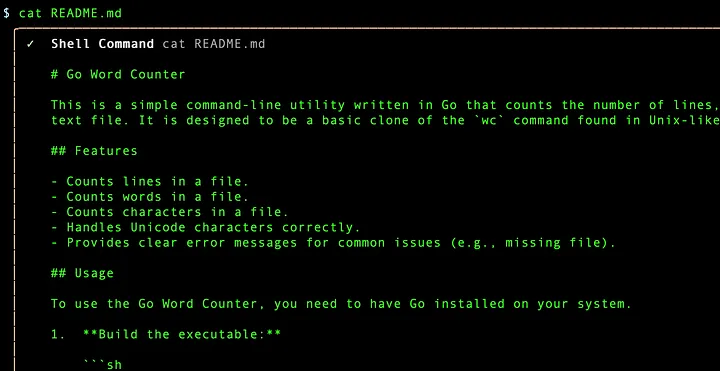 $ cat README.md
✓ Shell Command cat README.md
# Go Word Counter
This is a simple command-line utility written in Go that counts the number of lines,
text file. It is designed to be a basic clone of the `wc` command found in Unix-like
## Features
- Counts lines in a file.
- Counts words in a file.
- Counts characters in a file.
- Handles Unicode characters correctly.
- Provides clear error messages for common issues (e.g., missing file).
## Usage
To use the Go Word Counter, you need to have Go installed on your system.
1. **Build the executable:**
```sh